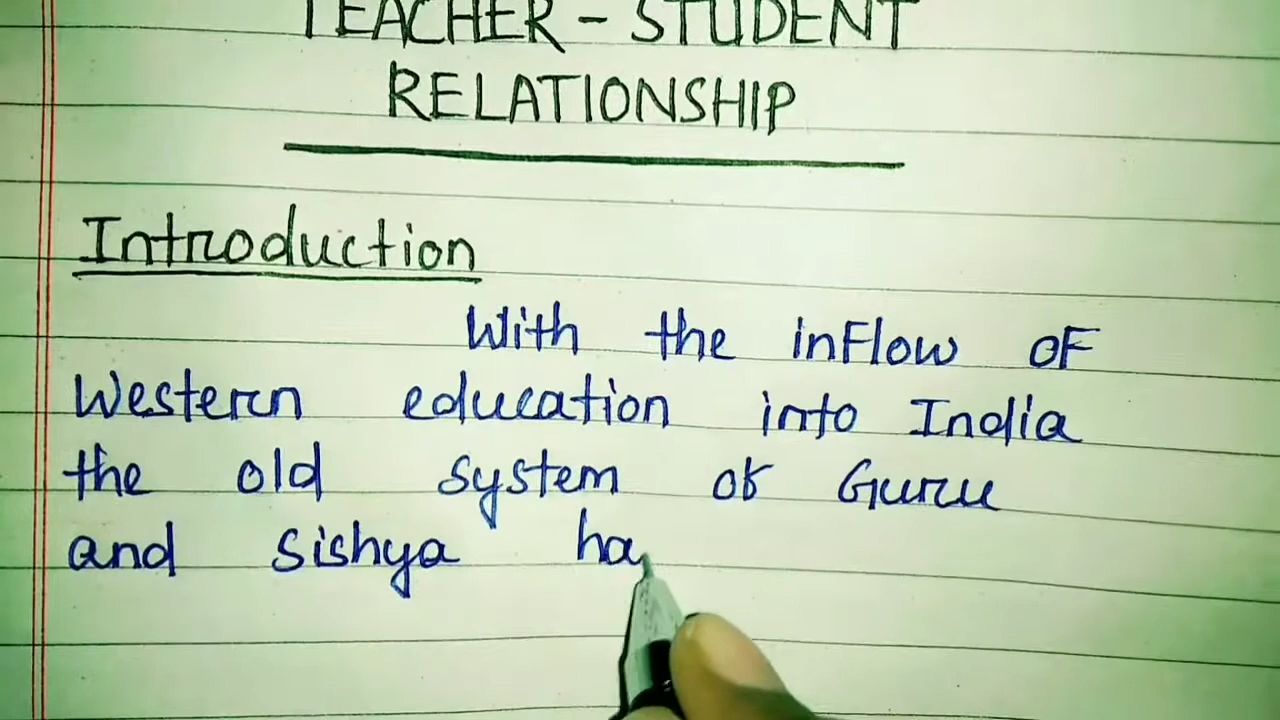 TEACHER - STUDENT
RELATIONSHIP
Introduction
With the inflow of
Western education into India
the old system of Guru
and Sishya ha